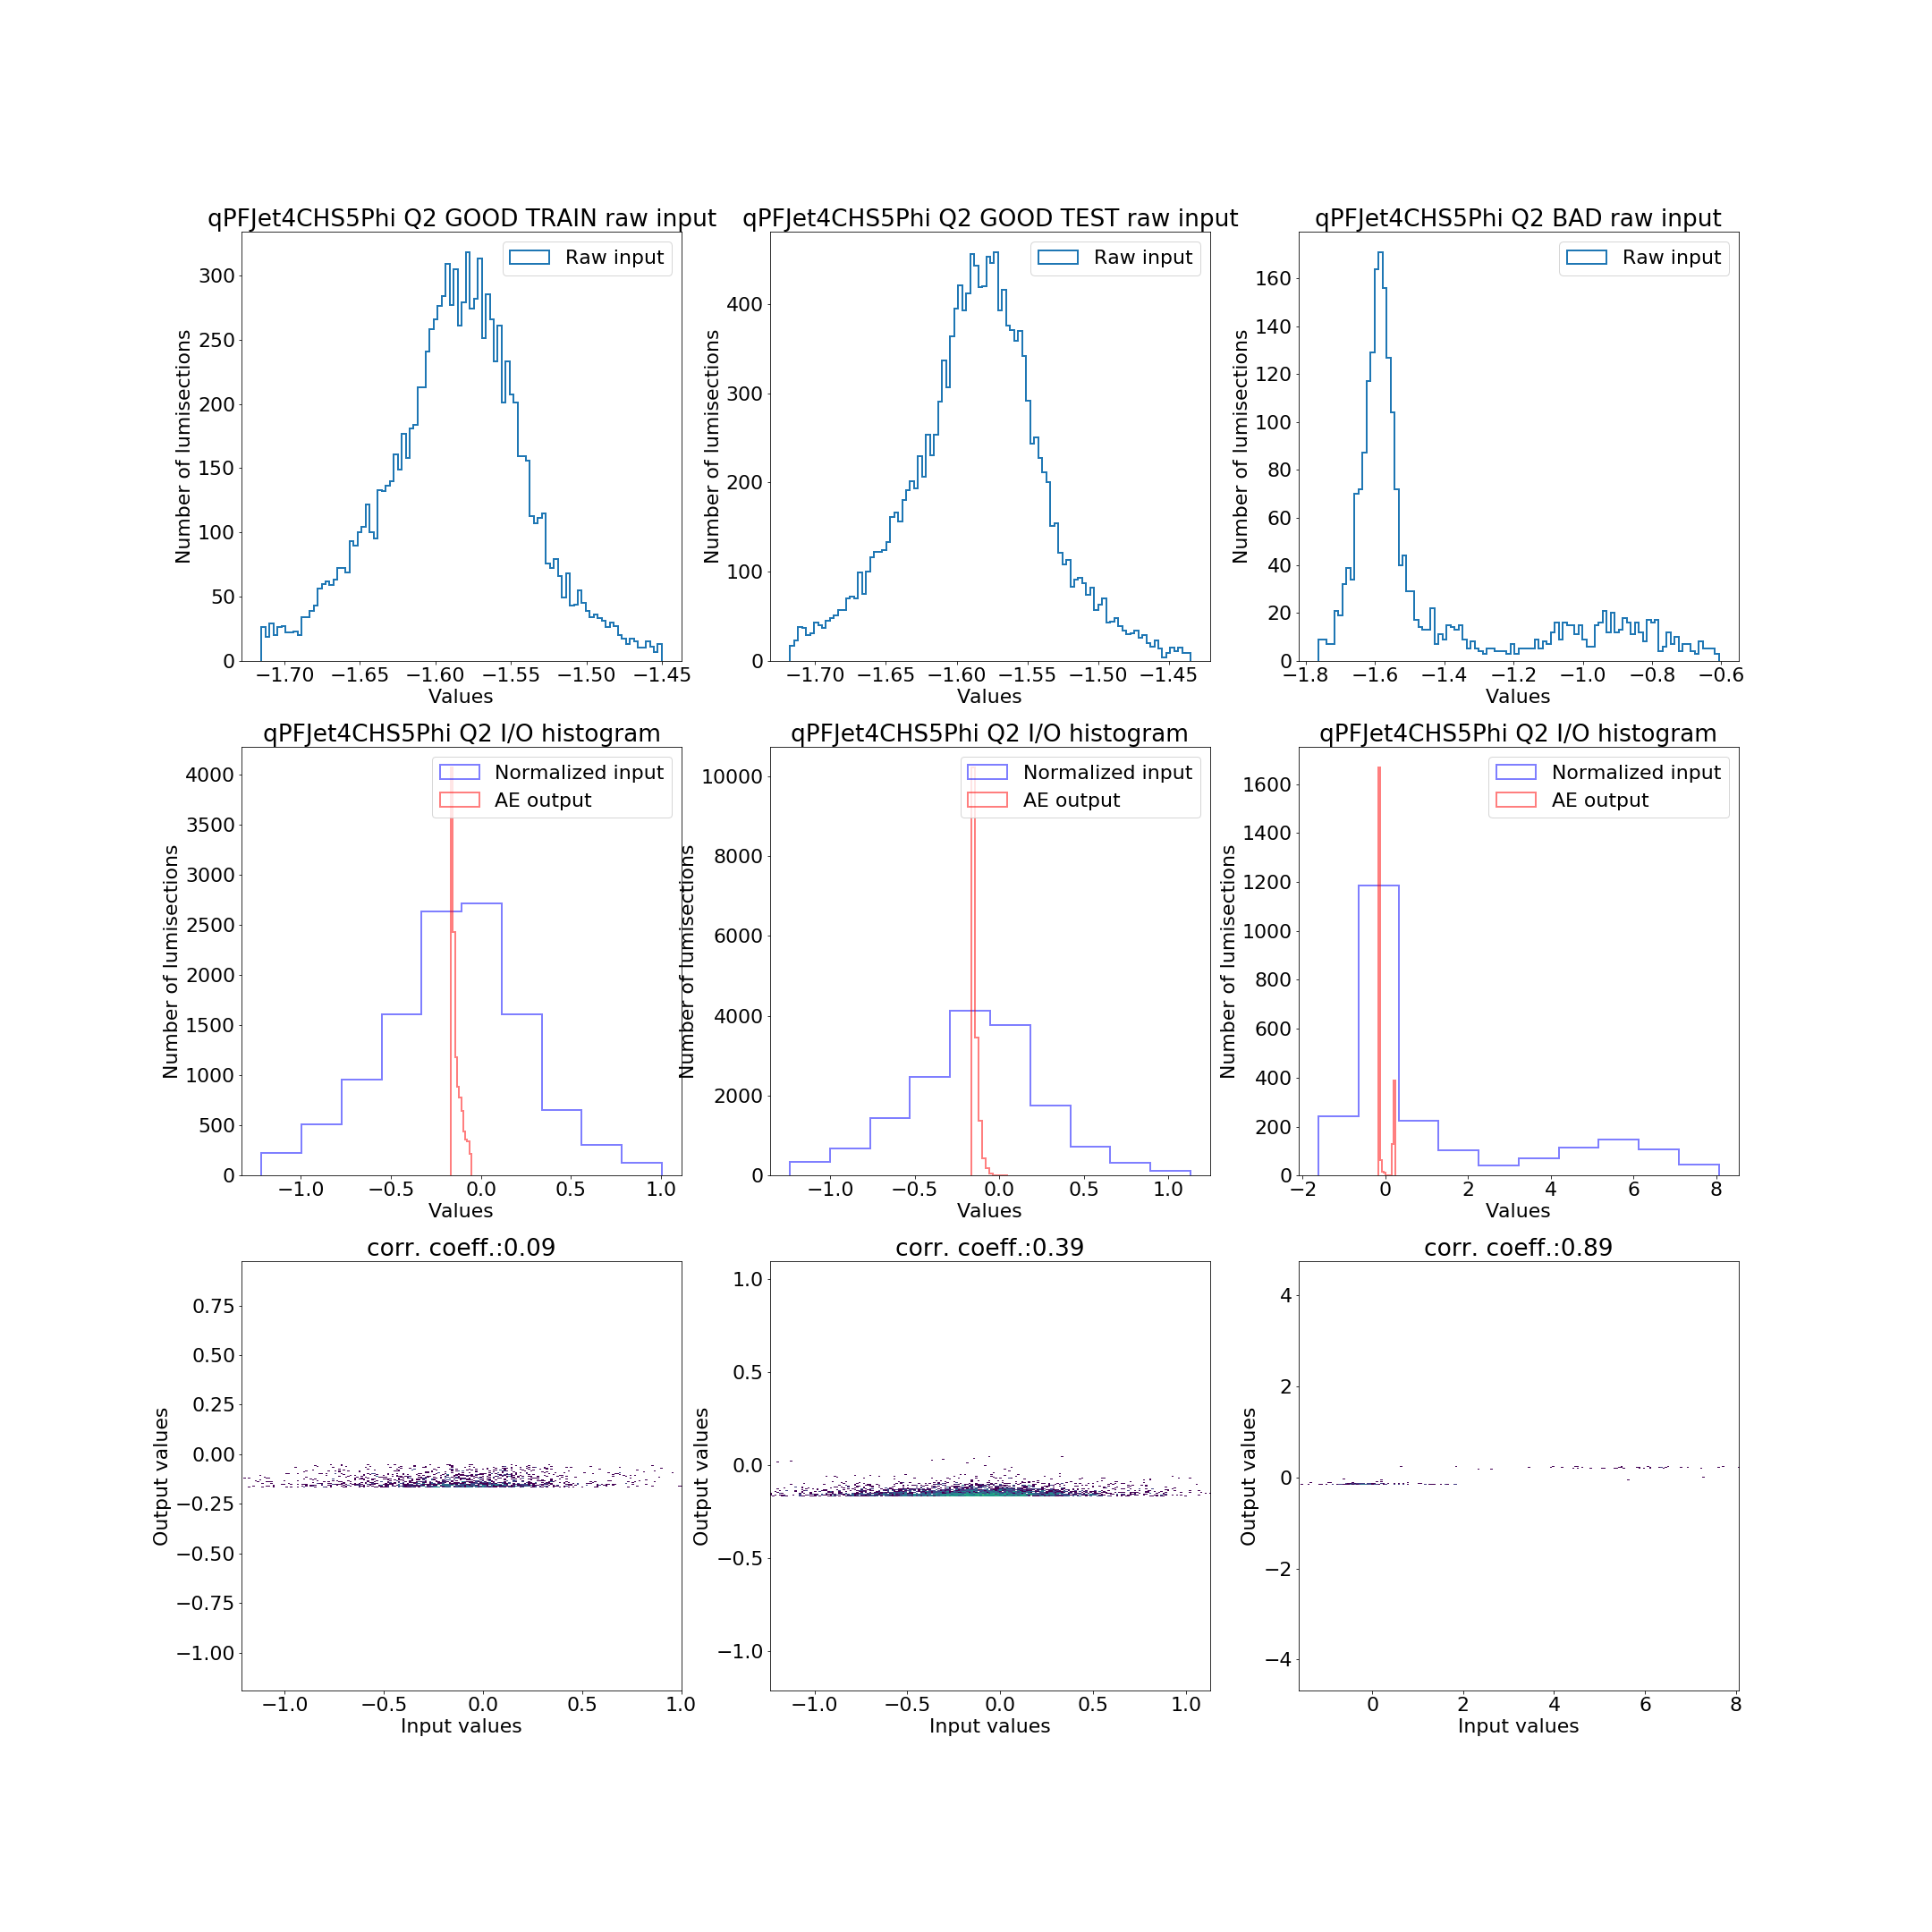 qPFJet4CHS5Phi Q2 GOOD TRAIN raw input
Raw input
Number of lumisections
300
250
200
150
100
50
0
−1.70 −1.65 −1.60 −1.55 −1.50 −1.45
Values
qPFJet4CHS5Phi Q2 GOOD TEST raw input
Raw input
Number of lumisections
400
300
200
100
0
−1.70 −1.65 −1.60 −1.55 −1.50 −1.45
Values
qPFJet4CHS5Phi Q2 BAD raw input
Raw input
Number of lumisections
160
140
120
100
80
60
40
20
0
−1.8 −1.6 −1.4 −1.2 −1.0 −0.8 −0.6
Values
qPFJet4CHS5Phi Q2 I/O histogram
Normalized input
AE output
Number of lumisections
4000
3500
3000
2500
2000
1500
1000
500
0
−1.0 −0.5 0.0 0.5 1.0
Values
qPFJet4CHS5Phi Q2 I/O histogram
Normalized input
AE output
Number of lumisections
10000
8000
6000
4000
2000
0
−1.0 −0.5 0.0 0.5 1.0
Values
qPFJet4CHS5Phi Q2 I/O histogram
Normalized input
AE output
Number of lumisections
1600
1400
1200
1000
800
600
400
200
0
−2 0 2 4 6 8
Values
corr. coeff.:0.09
Output values
0.75
0.50
0.25
0.00
−0.25
−0.50
−0.75
−1.00
−1.0 −0.5 0.0 0.5 1.0
Input values
corr. coeff.:0.39
Output values
1.0
0.5
0.0
−0.5
−1.0
−1.0 −0.5 0.0 0.5 1.0
Input values
corr. coeff.:0.89
Output values
4
2
0
−2
−4
0 2 4 6 8
Input values